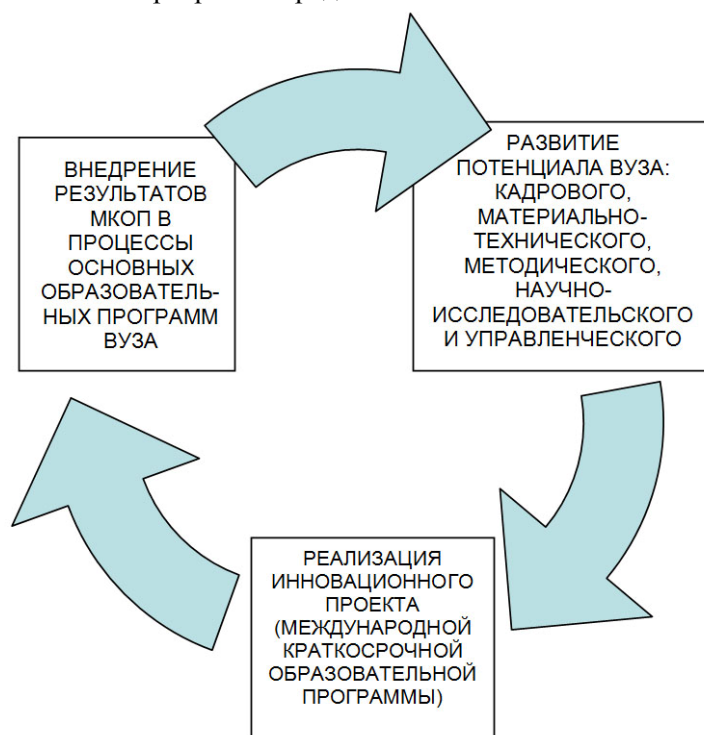 ВНЕДРЕНИЕ
РЕЗУЛЬТАТОВ
МКОП В
ПРОЦЕССЫ
ОСНОВНЫХ
ОБРАЗОВАТЕЛЬ-
НЫХ ПРОГРАММ
ВУЗА
РАЗВИТИЕ
ПОТЕНЦИАЛА ВУЗА:
КАДРОВОГО,
МАТЕРИАЛЬНО-
ТЕХНИЧЕСКОГО,
МЕТОДИЧЕСКОГО,
НАУЧНО-
ИССЛЕДОВАТЕЛЬСКОГО
И УПРАВЛЕНЧЕСКОГО
РЕАЛИЗАЦИЯ
ИННОВАЦИОННОГО
ПРОЕКТА
(МЕЖДУНАРОДНОЙ
КРАТКОСРОЧНОЙ
ОБРАЗОВАТЕЛЬНОЙ
ПРОГРАММЫ)